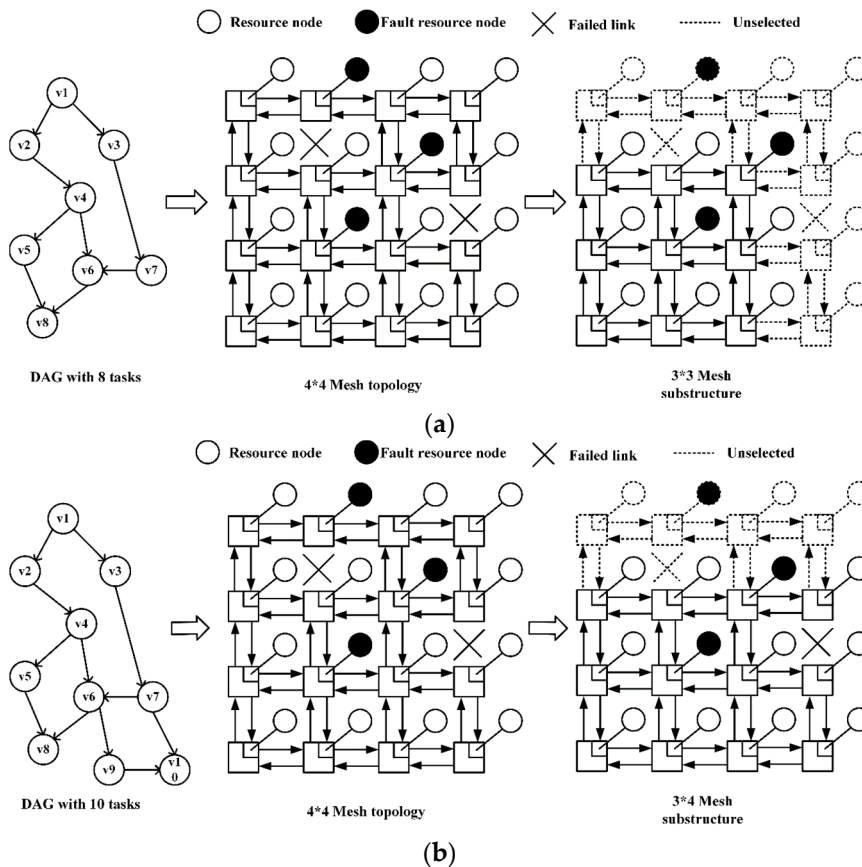 Resource node Fault resource node Failed link Unselected
v1
v2 v3
v4
v5 v6 v7
v8
DAG with 8 tasks
4*4 Mesh topology
3*3 Mesh
substructure
(a)
Resource node Fault resource node Failed link Unselected
v1
v2 v3
v4
v5 v6 v7
v8
v9 v1
0
DAG with 10 tasks
4*4 Mesh topology
3*4 Mesh
substructure
(b)